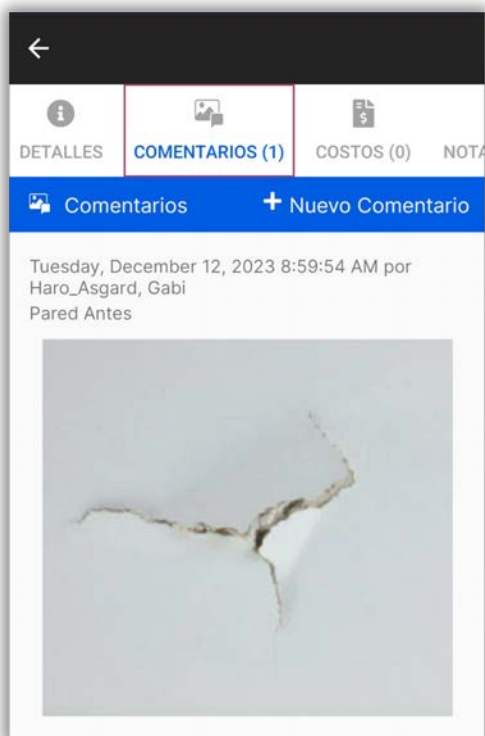 DETALLES
COMENTARIOS (1)
COSTOS (0)
NOTA
Comentarios
+ Nuevo Comentario
Tuesday, December 12, 2023 8:59:54 AM por
Haro_Asgard, Gabi
Pared Antes